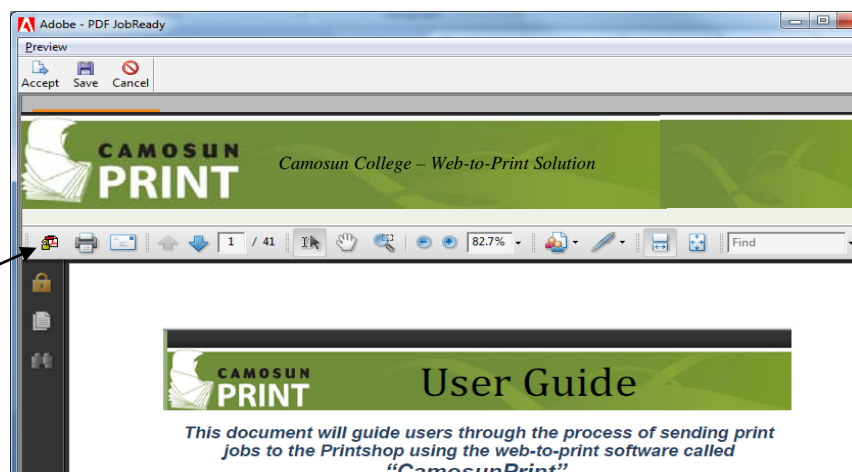 Adobe - PDF JobReady
Preview
Accept Save Cancel
CAMOSUN
PRINT
Camosun College – Web-to-Print Solution
1 / 41 82.7% Find
CAMOSUN
PRINT
User Guide
This document will guide users through the process of sending print
jobs to the Printshop using the web-to-print software called
“CamosunPrint”